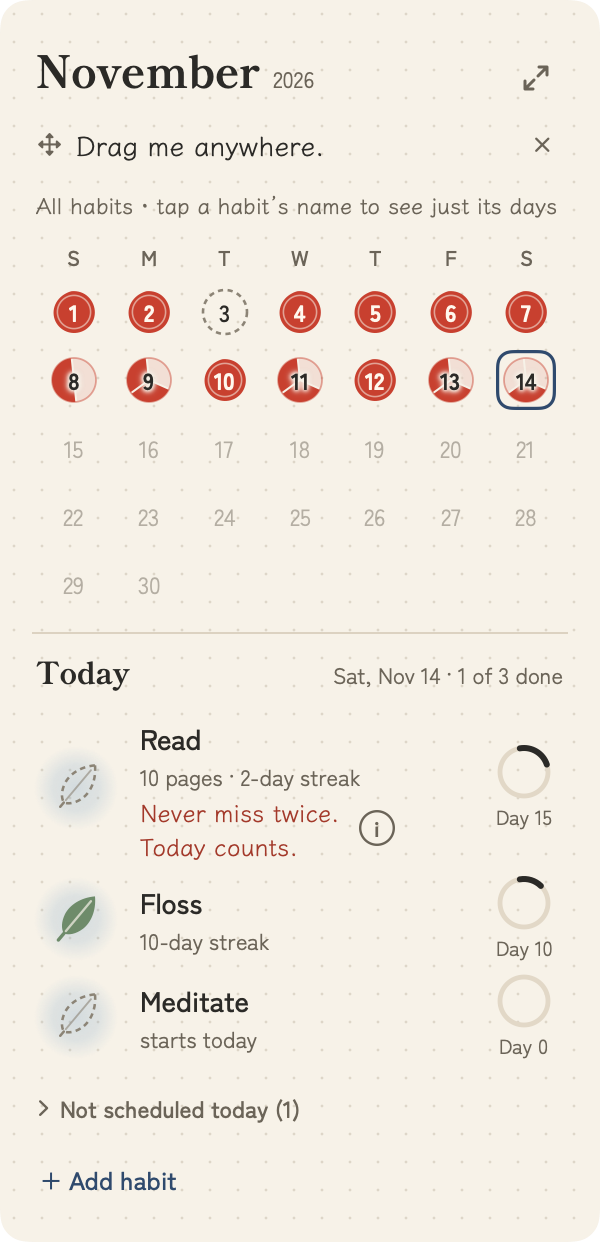 November 2026
Drag me anywhere.
All habits · tap a habit's name to see just its days
S M T W T F S
1 2 3 4 5 6 7
8 9 10 11 12 13 14
15 16 17 18 19 20 21
22 23 24 25 26 27 28
29 30
Today
Sat, Nov 14 · 1 of 3 done
Read
10 pages · 2-day streak
Never miss twice.
Today counts.
i
Day 15
Floss
10-day streak
Day 10
Meditate
starts today
Day 0
Not scheduled today (1)
+ Add habit